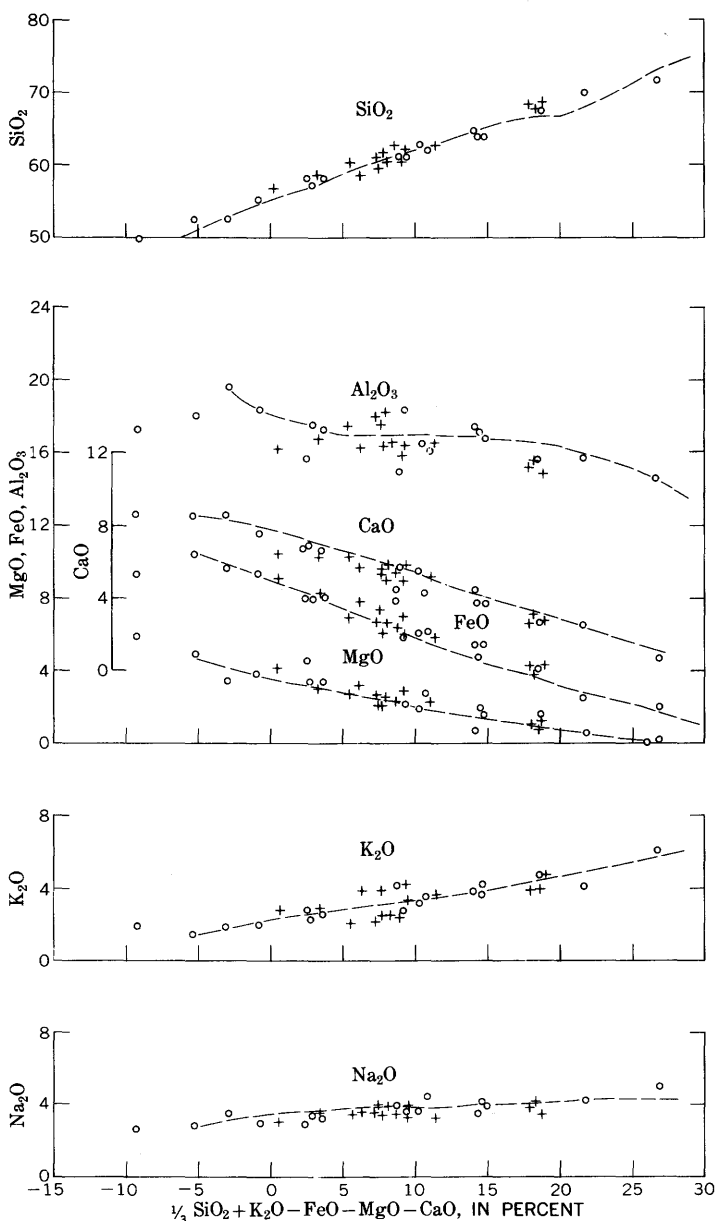 80
70
60
50
SiO₂
SiO₂
24
20
16
12
8
4
0
MgO, FeO, Al₂O₃
12
8
4
0
CaO
Al₂O₃
CaO
FeO
MgO
8
4
0
K₂O
K₂O
8
4
0
Na₂O
Na₂O
−15 −10 −5 0 5 10 15 20 25 30
⅓ SiO₂+K₂O−FeO−MgO−CaO, IN PERCENT